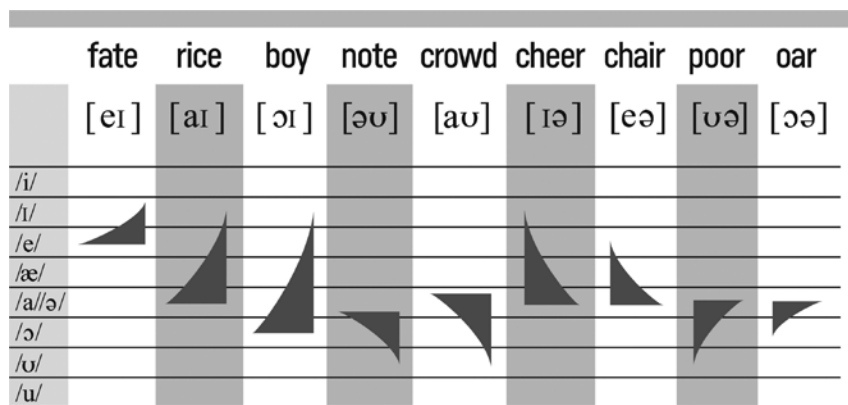 fate rice boy note crowd cheer chair poor oar
[eɪ] [aɪ] [ɔɪ] [əʊ] [aʊ] [ɪə] [eə] [ʊə] [ɔə]
/i/
/ɪ/
/e/
/æ/
/a//ə/
/ɔ/
/ʊ/
/u/